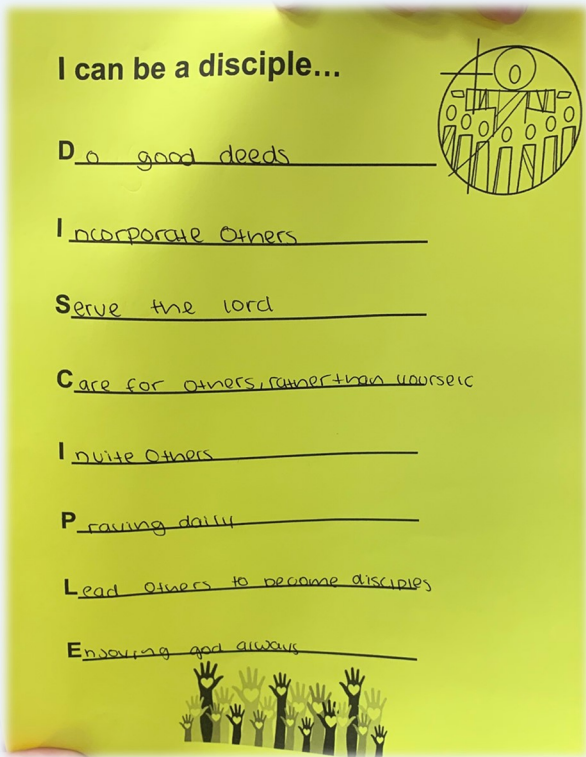 I can be a disciple...
Do good deeds
Incorporate Others
Serve the lord
Care for others, rather than yourself
Invite Others
Praying daily
Lead others to become disciples
Enjoying god always